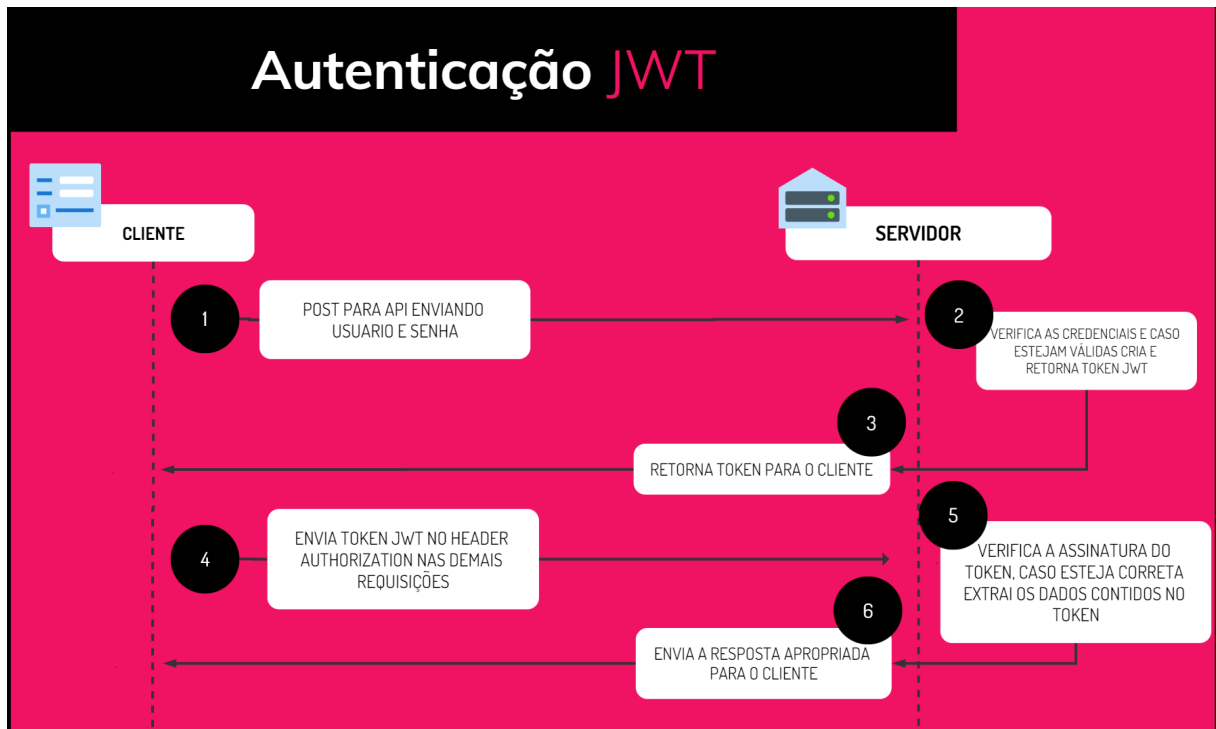 Autenticação JWT
CLIENTE
SERVIDOR
1
POST PARA API ENVIANDO
USUARIO E SENHA
2
VERIFICA AS CREDENCIAIS E CASO
ESTEJAM VÁLIDAS CRIA E
RETORNA TOKEN JWT
3
RETORNA TOKEN PARA O CLIENTE
4
ENVIA TOKEN JWT NO HEADER
AUTHORIZATION NAS DEMAIS
REQUISIÇÕES
5
VERIFICA A ASSINATURA DO
TOKEN, CASO ESTEJA CORRETA
EXTRAI OS DADOS CONTIDOS NO
TOKEN
6
ENVIA A RESPOSTA APROPRIADA
PARA O CLIENTE